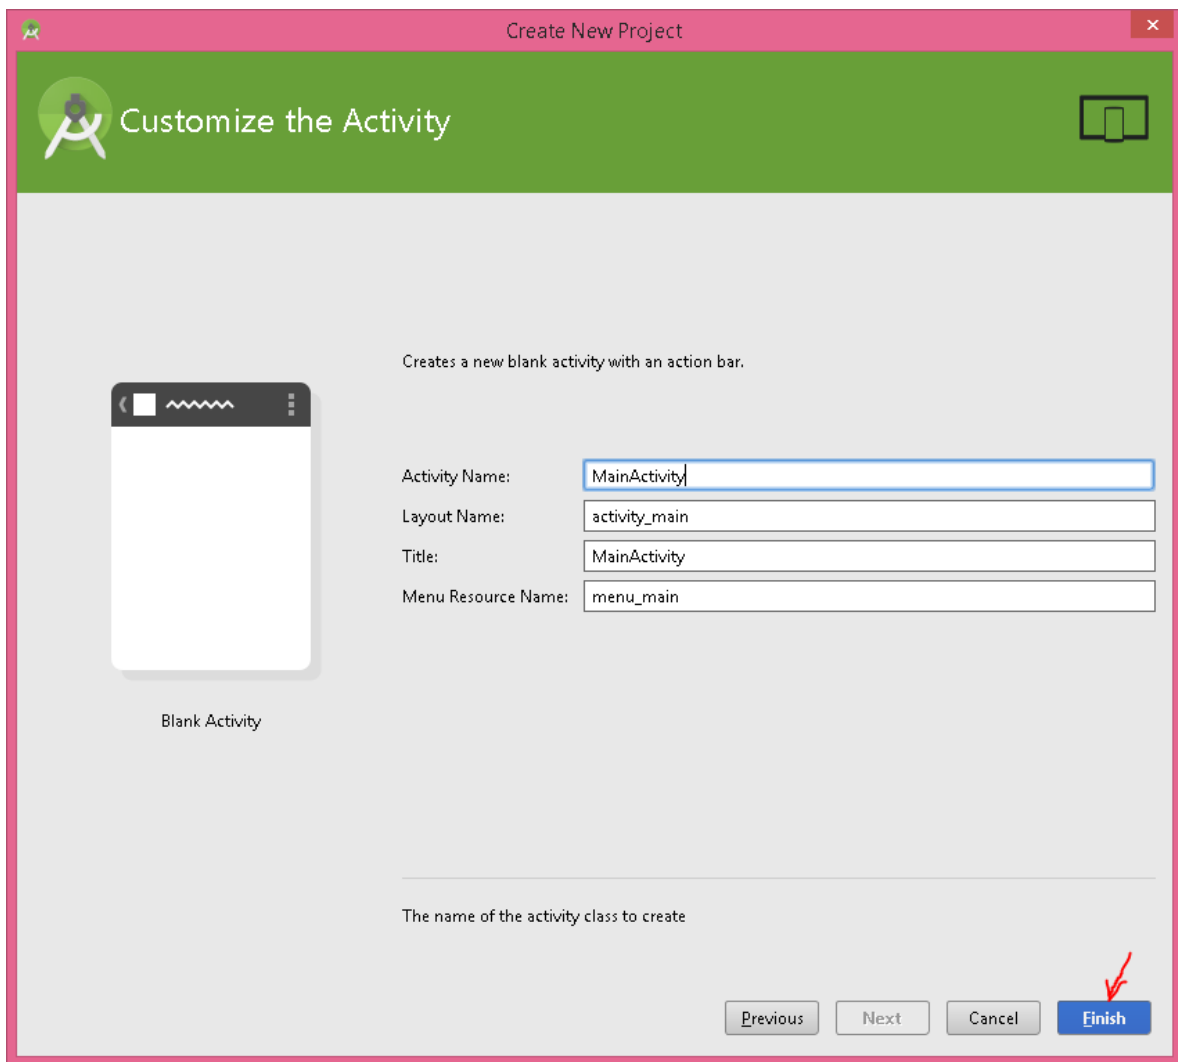 Create New Project
Customize the Activity
Creates a new blank activity with an action bar.
Activity Name: MainActivity
Layout Name: activity_main
Title: MainActivity
Menu Resource Name: menu_main
Blank Activity
The name of the activity class to create
Previous Next Cancel Finish